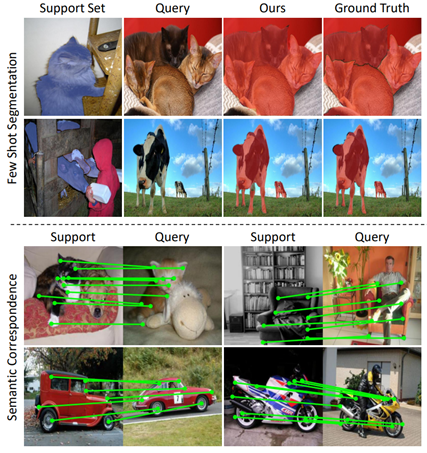 Support Set Query Ours Ground Truth
Few Shot Segmentation
Support Query Support Query
Semantic Correspondence